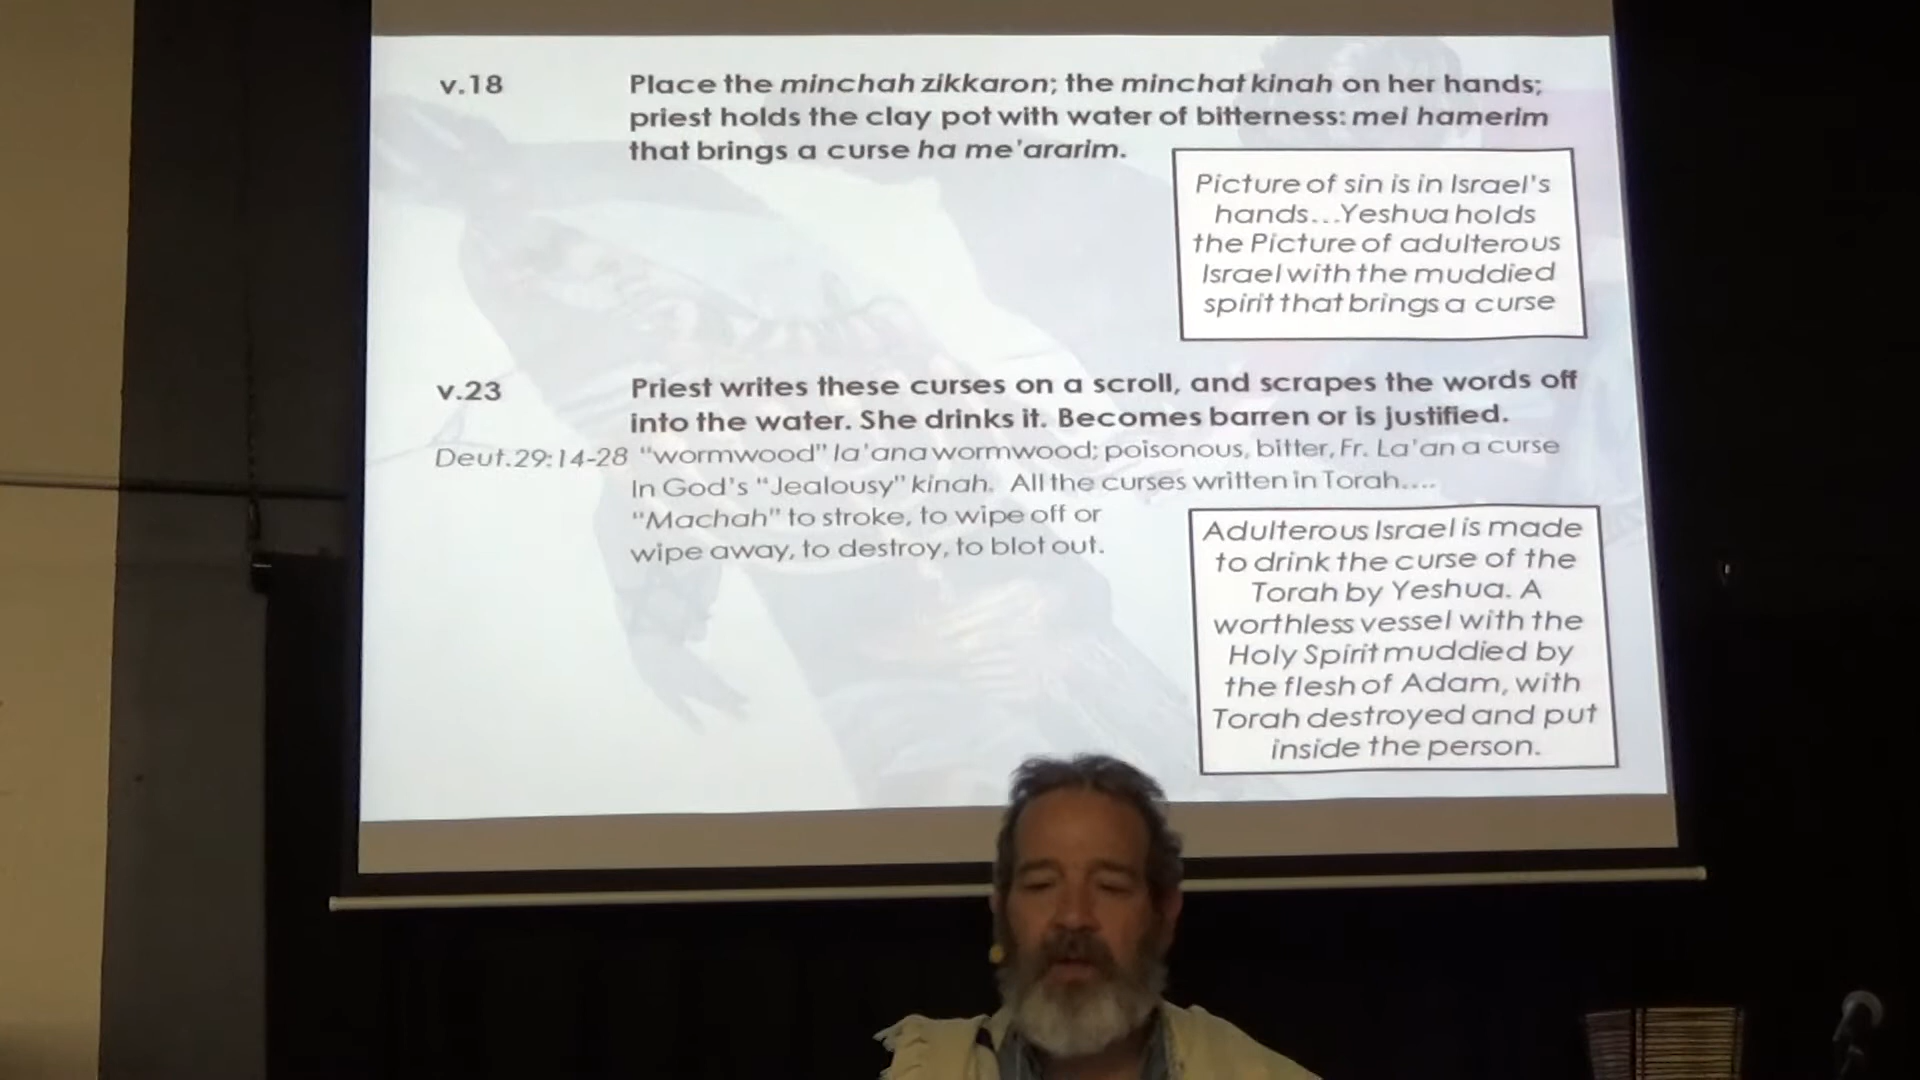 v.18 Place the minchah zikkaron; the minchat kinah on her hands;
priest holds the clay pot with water of bitterness: mei hamerim
that brings a curse ha me'ararim.
Picture of sin is in Israel's
hands...Yeshua holds
the Picture of adulterous
Israel with the muddied
spirit that brings a curse
v.23 Priest writes these curses on a scroll, and scrapes the words off
into the water. She drinks it. Becomes barren or is justified.
Deut.29:14-28 "wormwood" la'ana wormwood; poisonous, bitter, Fr. La'an a curse
In God's "Jealousy" kinah. All the curses written in Torah....
"Machah" to stroke, to wipe off or
wipe away, to destroy, to blot out.
Adulterous Israel is made
to drink the curse of the
Torah by Yeshua. A
worthless vessel with the
Holy Spirit muddied by
the flesh of Adam, with
Torah destroyed and put
inside the person.